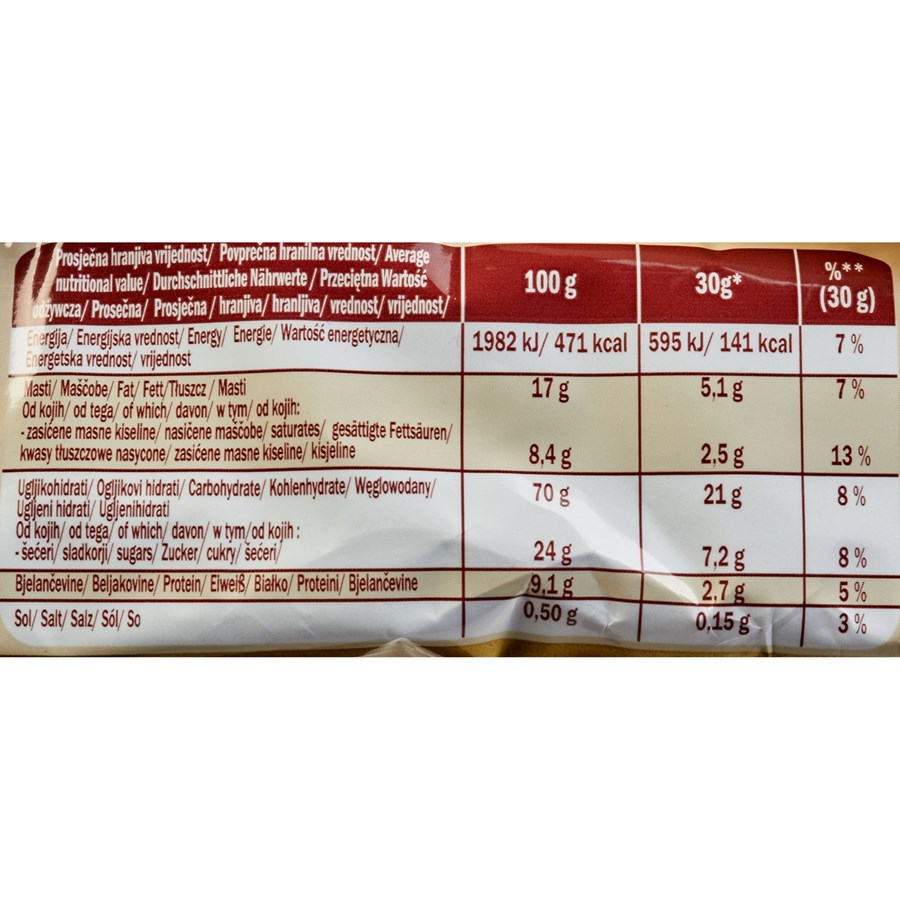 Prosječna hranjiva vrijednost/ Povprečna hranilna vrednost/ Average
nutritional value/ Durchschnittliche Nährwerte / Przeciętna Wartość
odżywcza/ Prosečna/ Prosječna / hranjiva/ hranljiva/ vrednost/ vrijednost/
100 g
30g*
%**
(30 g)
Energija/ Energijska vrednost/ Energy/ Energie/ Wartość energetyczna/
Energetska vrednost/ vrijednost
1982 kJ/ 471 kcal
595 kJ/ 141 kcal
7 %
Masti/ Maščobe/ Fat/ Fett/Tłuszcz / Masti
17 g
5,1 g
7 %
Od kojih/ od tega/ of which/ davon/ w tym/ od kojih:
- zasićene masne kiseline/ nasičene maščobe/ saturates/ gesättigte Fettsäuren/
kwasy tłuszczowe nasycone/ zasićene masne kiseline/ kisjeline
8,4 g
2,5 g
13 %
Ugljikohidrati/ Ogljikovi hidrati/ Carbohydrate/ Kohlenhydrate/ Węglowodany/
Ugljeni hidrati/ Ugljenihidrati
70 g
21 g
8 %
Od kojih/ od tega/ of which/ davon/ w tym/od kojih :
- šećeri/ sladkorji/ sugars/ Zucker/ cukry/ šećeri/
24 g
7,2 g
8 %
Bjelančevine/ Beljakovine/ Protein/ Eiweiß/ Białko/ Proteini/ Bjelančevine
9,1 g
2,7 g
5 %
Sol/ Salt/ Salz/ Sól/ So
0,50 g
0,15 g
3 %